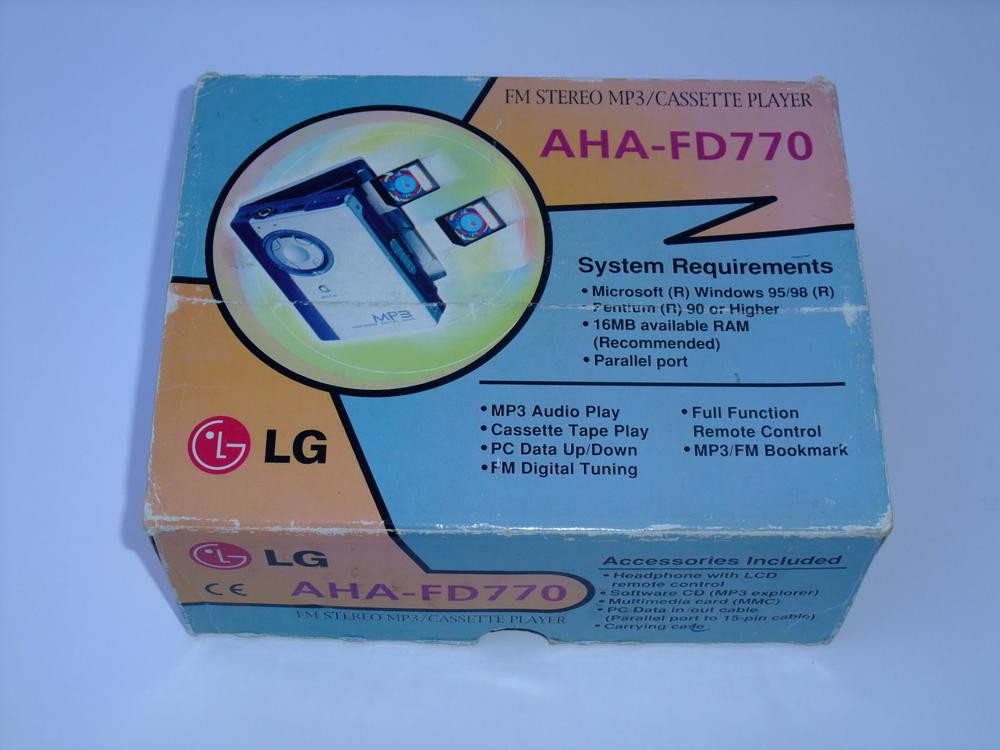 FM STEREO MP3/CASSETTE PLAYER
AHA-FD770
MP3
System Requirements
• Microsoft (R) Windows 95/98 (R)
• Pentium (R) 90 or Higher
• 16MB available RAM
(Recommended)
• Parallel port
• MP3 Audio Play
• Cassette Tape Play
• PC Data Up/Down
• FM Digital Tuning
• Full Function
Remote Control
• MP3/FM Bookmark
LG
LG
CE
AHA-FD770
FM STEREO MP3/CASSETTE PLAYER
Accessories Included
• Headphone with LCD
remote control
• Software CD (MP3 explorer)
• Multimedia card (MMC)
• PC Data in/out cable
(Parallel port to 15-pin cable)
• Carrying case